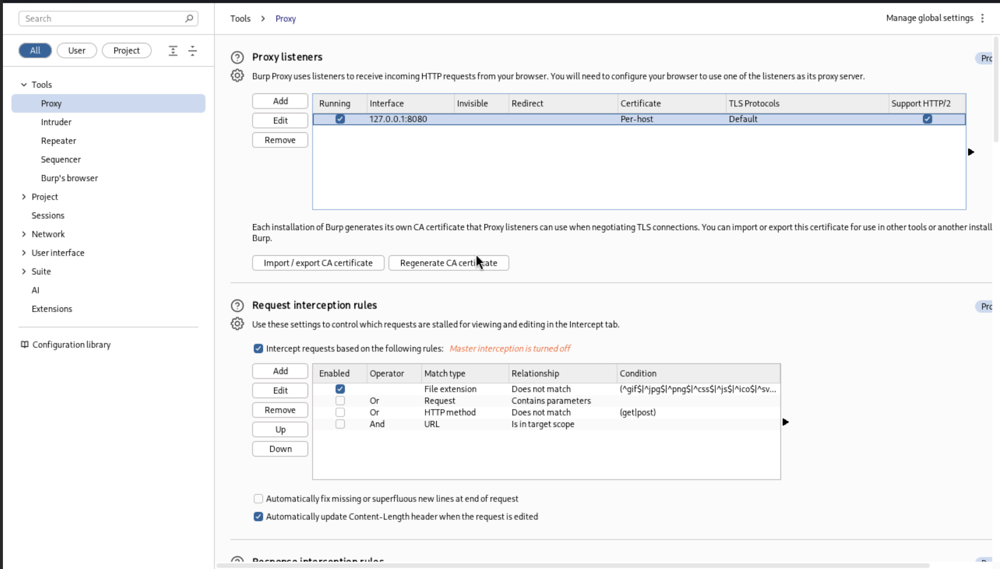 Search
Tools > Proxy
Manage global settings
All
User
Project
Tools
Proxy
Intruder
Repeater
Sequencer
Burp's browser
Project
Sessions
Network
User interface
Suite
AI
Extensions
Configuration library
Proxy listeners
Burp Proxy uses listeners to receive incoming HTTP requests from your browser. You will need to configure your browser to use one of the listeners as its proxy server.
Add
Edit
Remove
Running Interface Invisible Redirect Certificate TLS Protocols Support HTTP/2
127.0.0.1:8080 Per-host Default
Each installation of Burp generates its own CA certificate that Proxy listeners can use when negotiating TLS connections. You can import or export this certificate for use in other tools or another install
Burp.
Import / export CA certificate
Regenerate CA certificate
Request interception rules
Use these settings to control which requests are stalled for viewing and editing in the Intercept tab.
Intercept requests based on the following rules: Master interception is turned off
Add
Edit
Remove
Up
Down
Enabled Operator Match type Relationship Condition
File extension Does not match (^gif$|^jpg$|^png$|^css$|^js$|^ico$|^sv...
Or Request Contains parameters
Or HTTP method Does not match (get|post)
And URL Is in target scope
Automatically fix missing or superfluous new lines at end of request
Automatically update Content-Length header when the request is edited
Response interception rules